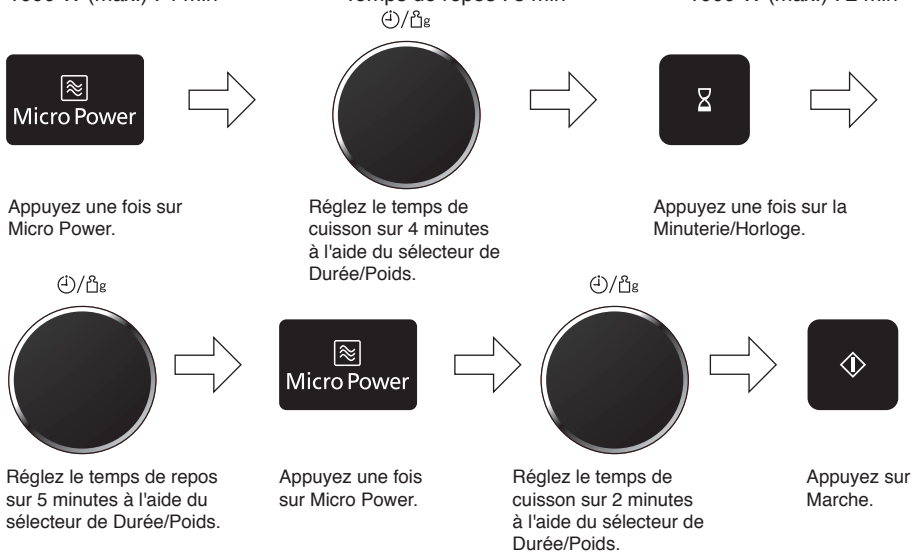 Micro Power
Appuyez une fois sur
Micro Power.
g
Réglez le temps de
cuisson sur 4 minutes
à l'aide du sélecteur de
Durée/Poids.
Appuyez une fois sur la
Minuterie/Horloge.
g
Réglez le temps de repos
sur 5 minutes à l'aide du
sélecteur de Durée/Poids.
Micro Power
Appuyez une fois
sur Micro Power.
g
Réglez le temps de
cuisson sur 2 minutes
à l'aide du sélecteur de
Durée/Poids.
Appuyez sur
Marche.